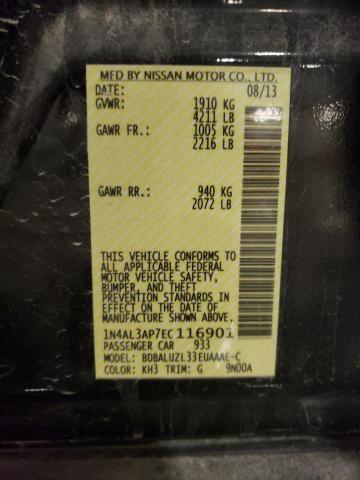 MFD BY NISSAN MOTOR CO., LTD.
DATE: 08/13
GVWR: 1910 KG
4211 LB
GAWR FR.: 1005 KG
2216 LB
GAWR RR.: 940 KG
2072 LB
THIS VEHICLE CONFORMS TO
ALL APPLICABLE FEDERAL
MOTOR VEHICLE SAFETY,
BUMPER, AND THEFT
PREVENTION STANDARDS IN
EFFECT ON THE DATE OF
MANUFACTURE SHOWN ABOVE.
1N4AL3AP7EC116901
PASSENGER CAR 933
MODEL: BDBALUZL33EUAAAE-C
COLOR: KH3 TRIM: G 9N00A